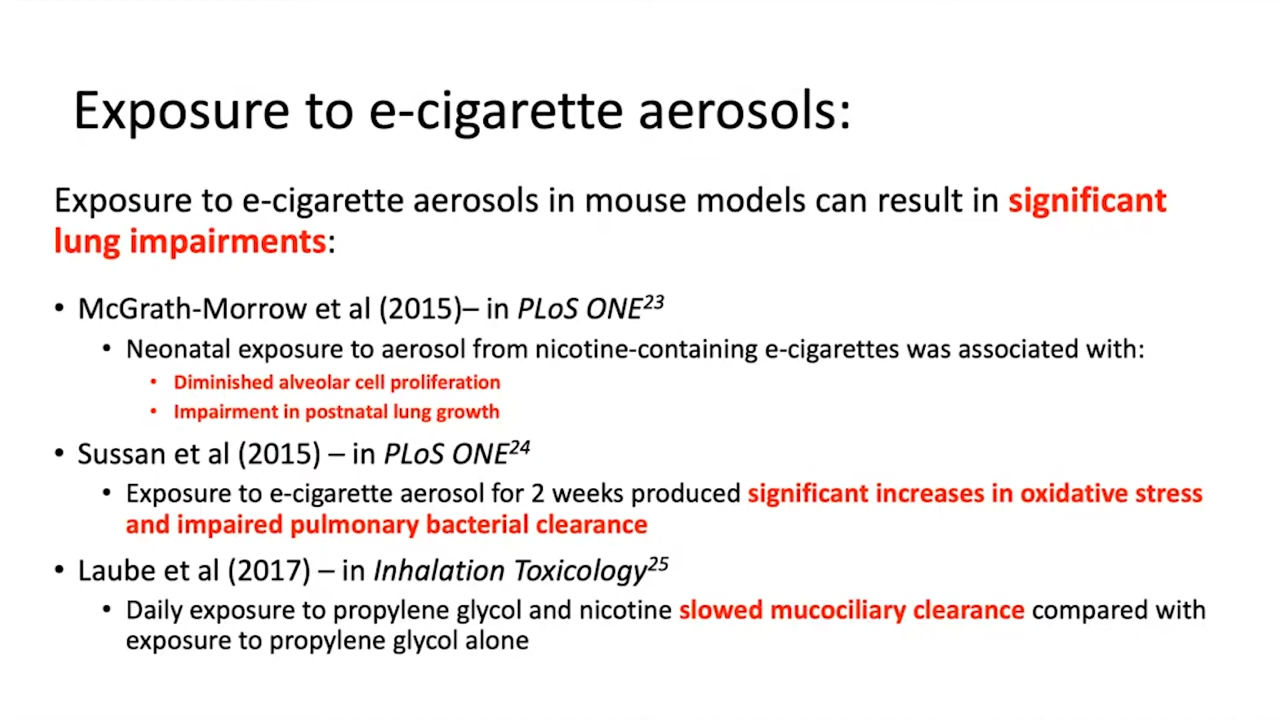 Exposure to e-cigarette aerosols:
Exposure to e-cigarette aerosols in mouse models can result in significant
lung impairments:
• McGrath-Morrow et al (2015)– in PLoS ONE23
• Neonatal exposure to aerosol from nicotine-containing e-cigarettes was associated with:
• Diminished alveolar cell proliferation
• Impairment in postnatal lung growth
• Sussan et al (2015) – in PLoS ONE24
• Exposure to e-cigarette aerosol for 2 weeks produced significant increases in oxidative stress
and impaired pulmonary bacterial clearance
• Laube et al (2017) – in Inhalation Toxicology25
• Daily exposure to propylene glycol and nicotine slowed mucociliary clearance compared with
exposure to propylene glycol alone